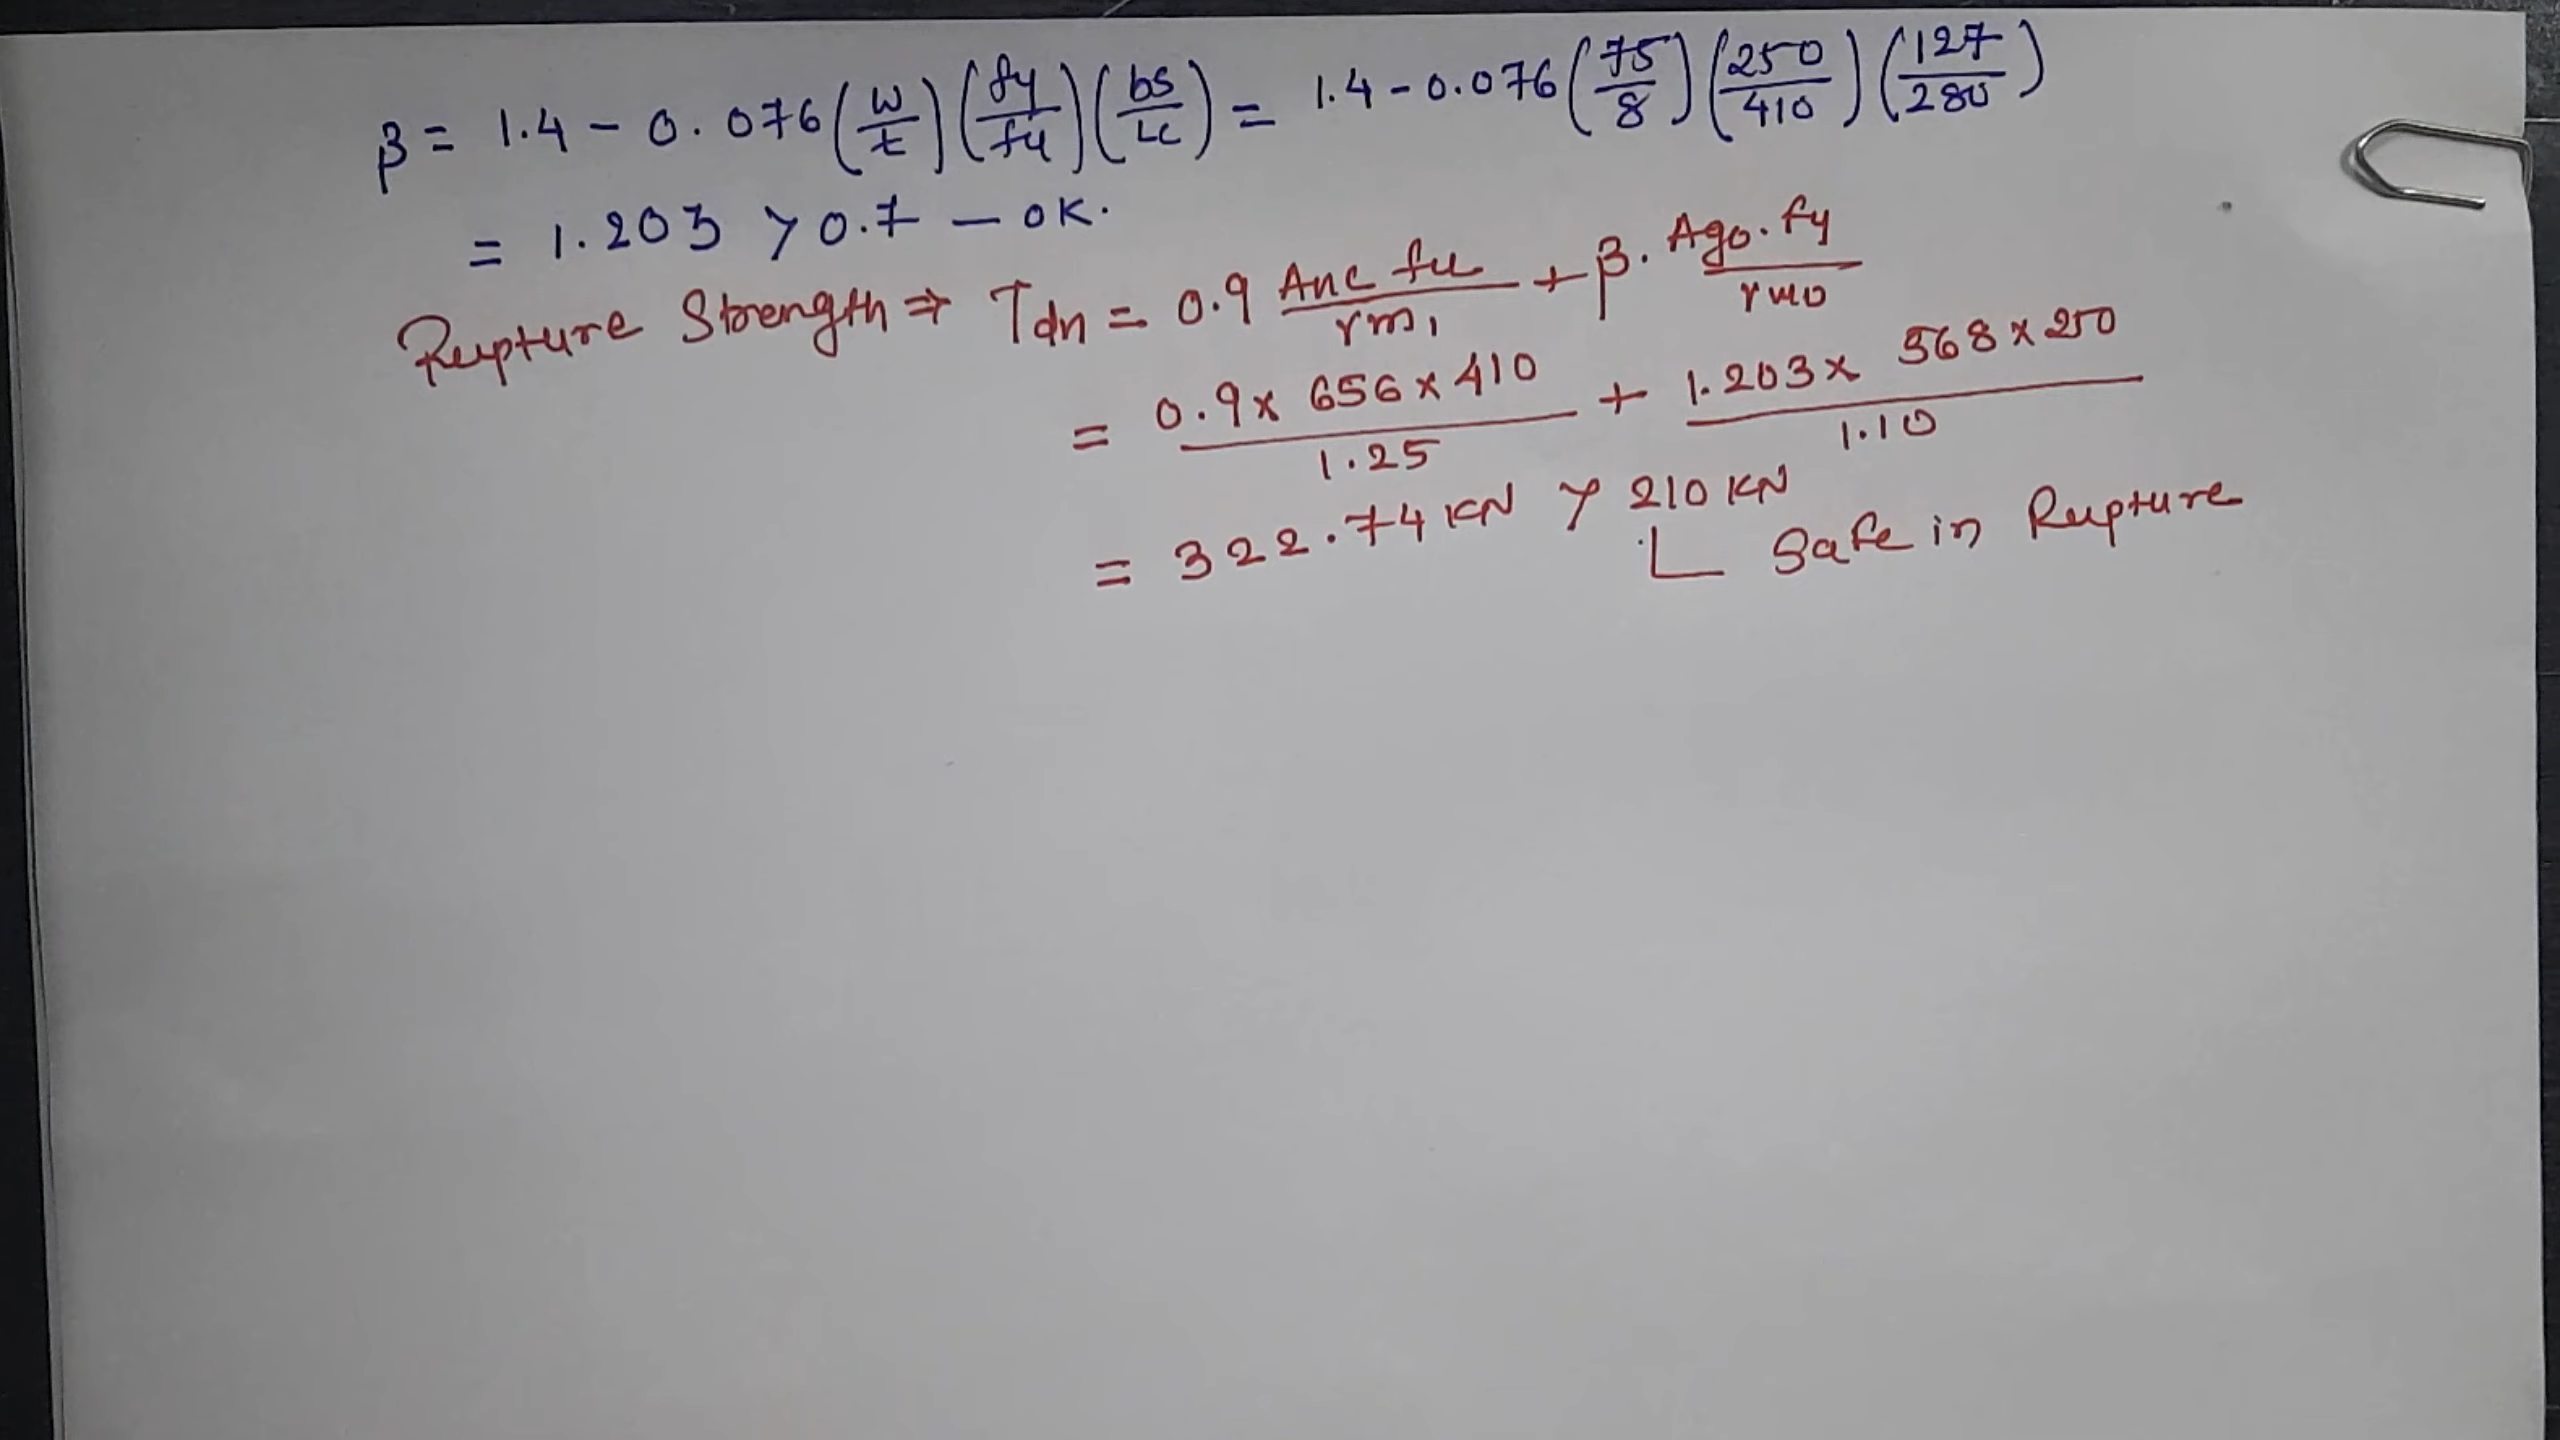 β = 1.4 - 0.076 (w/t) (fy/fu) (bs/Lc) = 1.4 - 0.076 (75/8) (250/410) (127/280)
= 1.203 > 0.7 - OK.
Rupture Strength ⇒ Tdn = 0.9 Anc fu / γm1 + β. Ago. fy / γmo
= 0.9 x 656 x 410 / 1.25 + 1.203 x 568 x 250 / 1.10
= 322.74 KN > 210 KN
Safe in Rupture